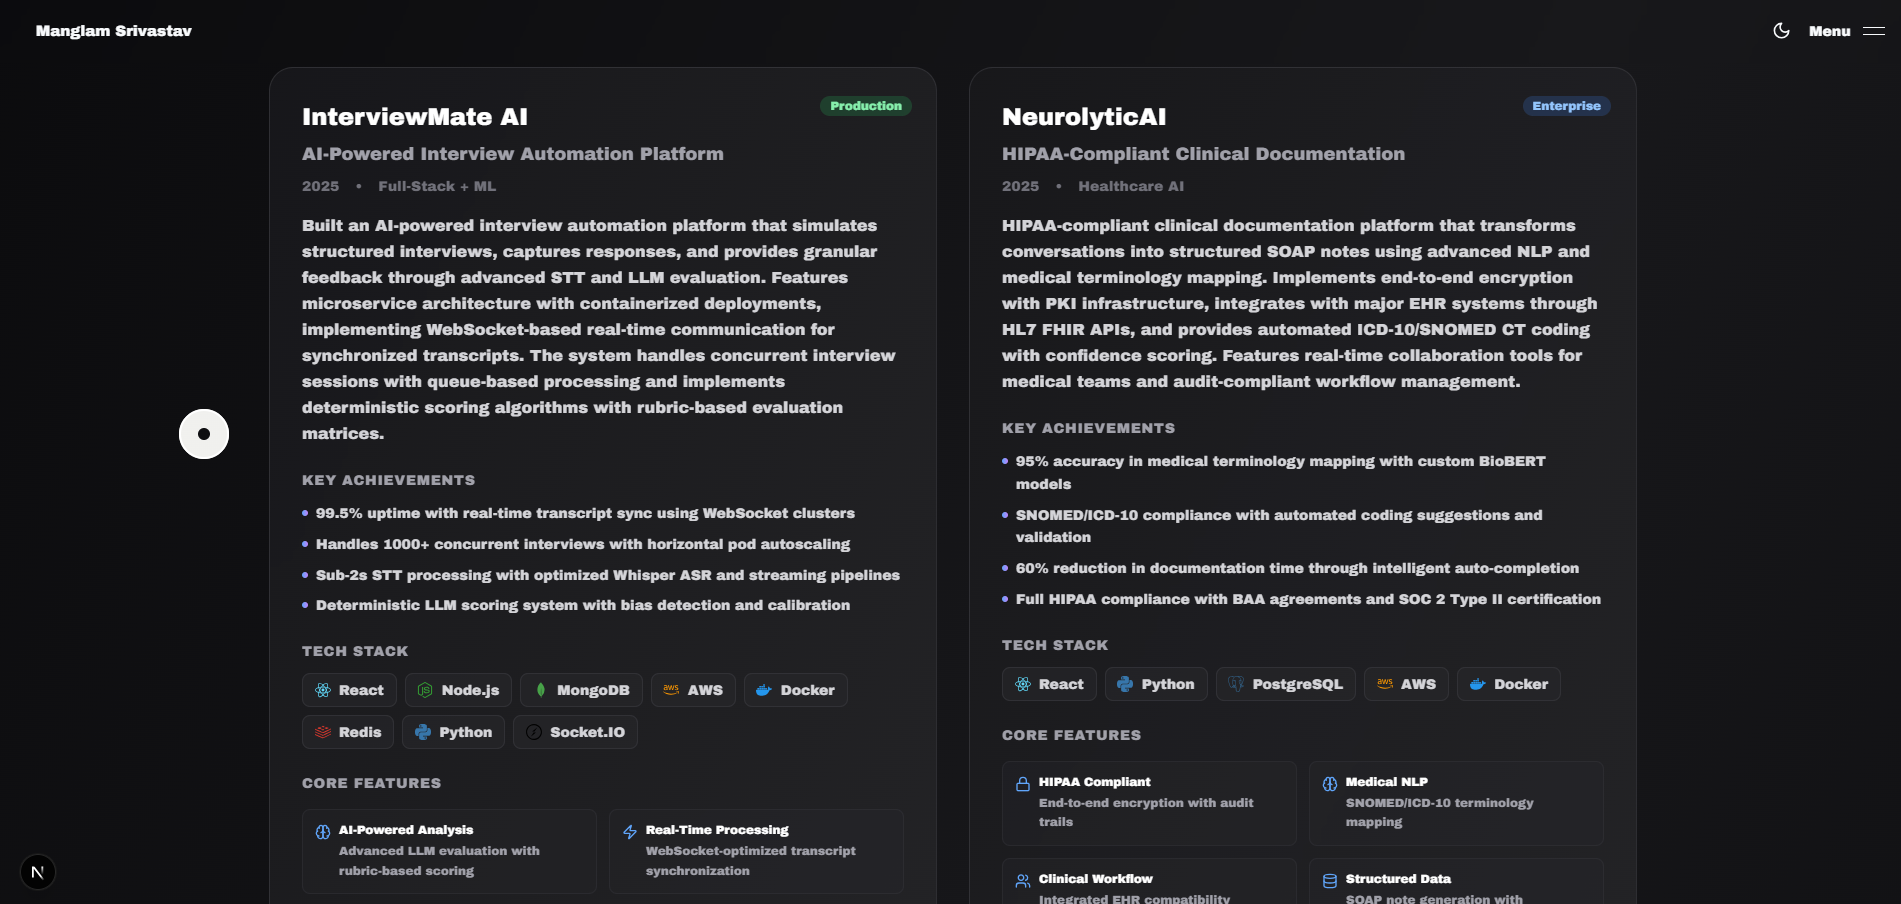 Manglam Srivastav
Menu
InterviewMate AI
Production
AI-Powered Interview Automation Platform
2025 • Full-Stack + ML
Built an AI-powered interview automation platform that simulates
structured interviews, captures responses, and provides granular
feedback through advanced STT and LLM evaluation. Features
microservice architecture with containerized deployments,
implementing WebSocket-based real-time communication for
synchronized transcripts. The system handles concurrent interview
sessions with queue-based processing and implements
deterministic scoring algorithms with rubric-based evaluation
matrices.
KEY ACHIEVEMENTS
• 99.5% uptime with real-time transcript sync using WebSocket clusters
• Handles 1000+ concurrent interviews with horizontal pod autoscaling
• Sub-2s STT processing with optimized Whisper ASR and streaming pipelines
• Deterministic LLM scoring system with bias detection and calibration
TECH STACK
React Node.js MongoDB aws AWS Docker
Redis Python Socket.IO
CORE FEATURES
AI-Powered Analysis
Advanced LLM evaluation with
rubric-based scoring
Real-Time Processing
WebSocket-optimized transcript
synchronization
NeurolyticAI
Enterprise
HIPAA-Compliant Clinical Documentation
2025 • Healthcare AI
HIPAA-compliant clinical documentation platform that transforms
conversations into structured SOAP notes using advanced NLP and
medical terminology mapping. Implements end-to-end encryption
with PKI infrastructure, integrates with major EHR systems through
HL7 FHIR APIs, and provides automated ICD-10/SNOMED CT coding
with confidence scoring. Features real-time collaboration tools for
medical teams and audit-compliant workflow management.
KEY ACHIEVEMENTS
• 95% accuracy in medical terminology mapping with custom BioBERT
models
• SNOMED/ICD-10 compliance with automated coding suggestions and
validation
• 60% reduction in documentation time through intelligent auto-completion
• Full HIPAA compliance with BAA agreements and SOC 2 Type II certification
TECH STACK
React Python PostgreSQL aws AWS Docker
CORE FEATURES
HIPAA Compliant
End-to-end encryption with audit
trails
Medical NLP
SNOMED/ICD-10 terminology
mapping
Clinical Workflow
Integrated EHR compatibility
Structured Data
SOAP note generation with
N